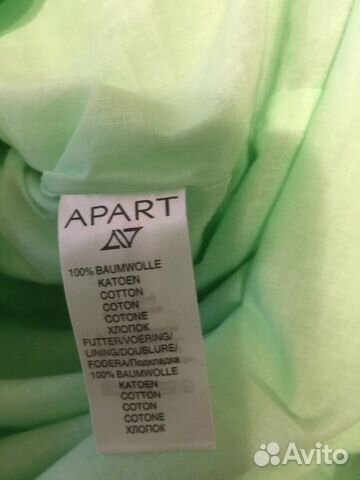 APART
100% BAUMWOLLE
KATOEN
COTTON
COTON
COTONE
ХЛОПОК
FUTTER/VOERING/
LINING/DOUBLURE/
FODERA/Подкладка
100% BAUMWOLLE
KATOEN
COTTON
COTON
COTONE
ХЛОПОК
Avito